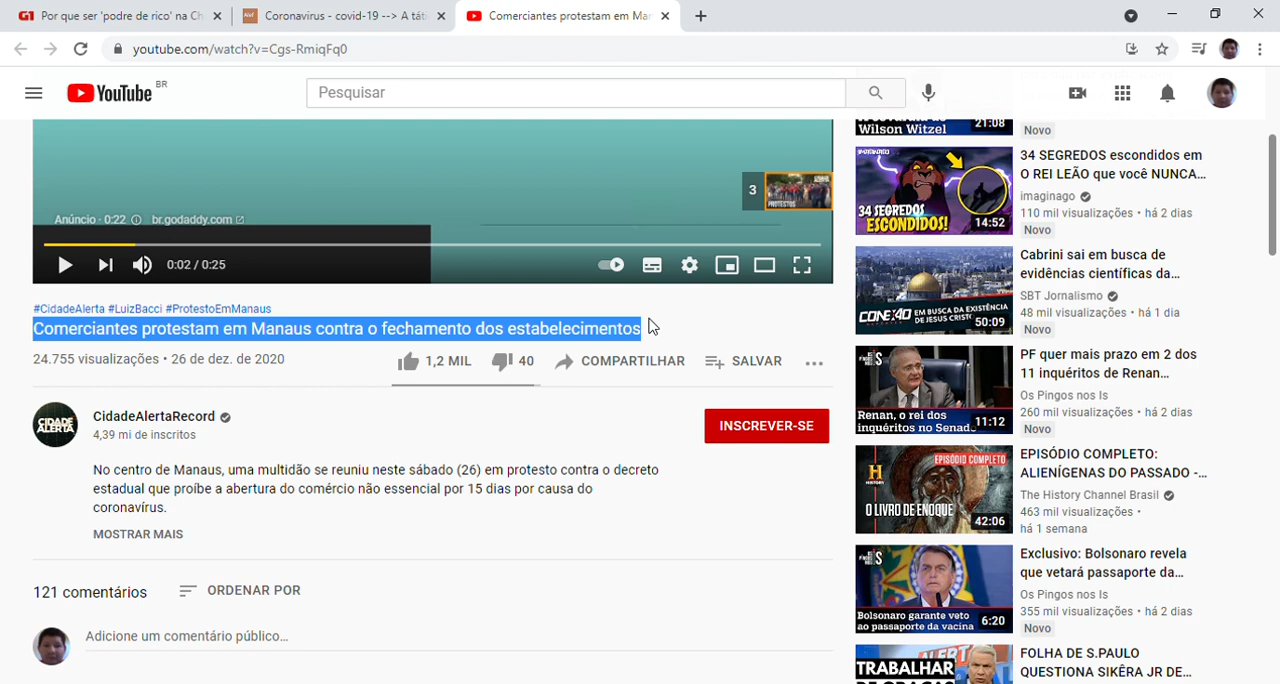 Por que ser 'podre de rico' na Ch
Coronavirus - covid-19 --> A táti
Comerciantes protestam em Man
youtube.com/watch?v=Cgs-RmiqFq0
YouTube BR
Pesquisar
Wilson Witzel
21:08
Novo
3
PROTESTOS
Anúncio · 0:22
br.godaddy.com
0:02 / 0:25
#CidadeAlerta #LuizBacci #ProtestoEmManaus
Comerciantes protestam em Manaus contra o fechamento dos estabelecimentos
24.755 visualizações • 26 de dez. de 2020
1,2 MIL
40
COMPARTILHAR
SALVAR
CIDADE ALERTA
CidadeAlertaRecord
4,39 mi de inscritos
INSCREVER-SE
No centro de Manaus, uma multidão se reuniu neste sábado (26) em protesto contra o decreto
estadual que proíbe a abertura do comércio não essencial por 15 dias por causa do
coronavírus.
MOSTRAR MAIS
121 comentários
ORDENAR POR
Adicione um comentário público...
34 SEGREDOS
ESCONDIDOS!
14:52
34 SEGREDOS escondidos em
O REI LEÃO que você NUNCA...
imaginago
110 mil visualizações • há 2 dias
Novo
CONEXÃO
EM BUSCA DA EXISTÊNCIA
DE JESUS CRISTO
50:09
Cabrini sai em busca de
evidências científicas da...
SBT Jornalismo
48 mil visualizações • há 1 dia
Novo
Renan, o rei dos
inquéritos no Senado
11:12
PF quer mais prazo em 2 dos
11 inquéritos de Renan...
Os Pingos nos Is
260 mil visualizações • há 2 dias
Novo
EPISÓDIO COMPLETO
H
HISTORY
O LIVRO DE ENOQUE
42:06
EPISÓDIO COMPLETO:
ALIENÍGENAS DO PASSADO -...
The History Channel Brasil
463 mil visualizações •
há 1 semana
Bolsonaro garante veto
ao passaporte da vacina
6:20
Exclusivo: Bolsonaro revela
que vetará passaporte da...
Os Pingos nos Is
355 mil visualizações • há 2 dias
Novo
TRABALHAR
FOLHA DE S.PAULO
QUESTIONA SIKÊRA JR DE...